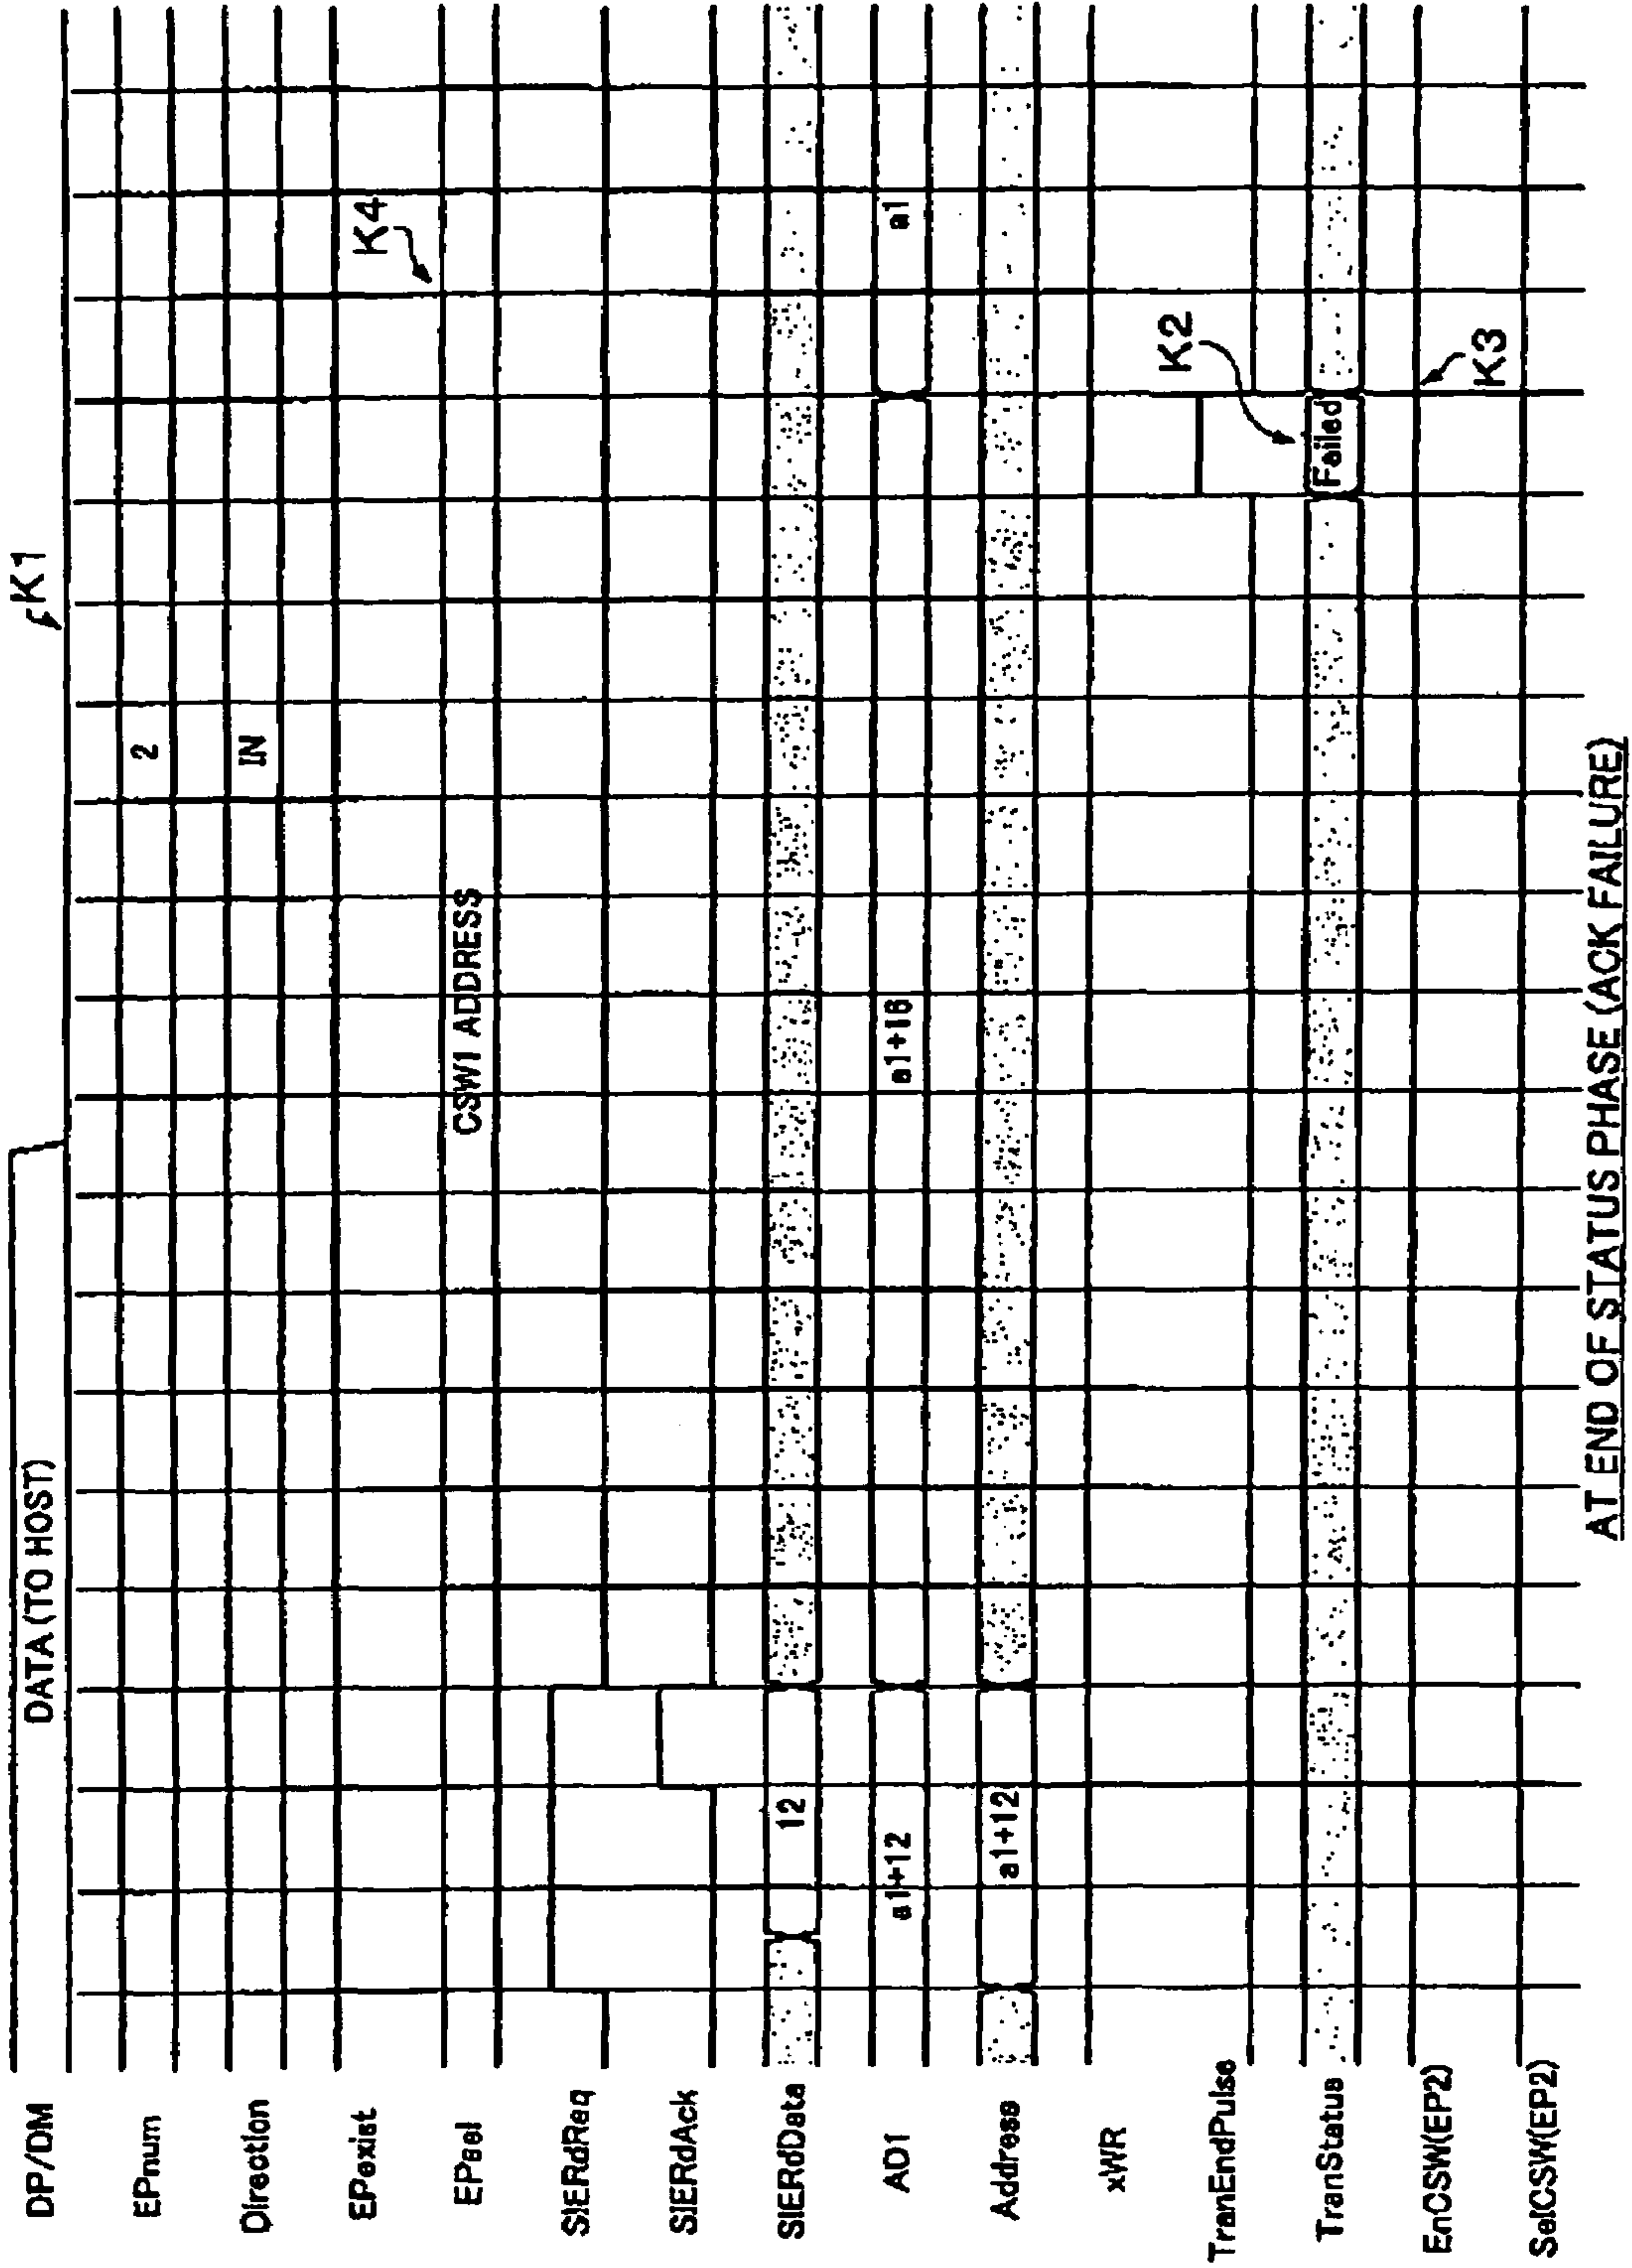 DP/DM
DATA (TO HOST)
K1
EPnum
2
Direction
IN
EPexist
K4
EPsel
CSW1 ADDRESS
SIERdReq
SIERdAck
SIERdData
12
AD1
a1+12
a1+16
a1
Address
a1+12
xWR
TranEndPulse
K2
TranStatus
Failed
EnCSW(EP2)
K3
SelCSW(EP2)
AT END OF STATUS PHASE (ACK FAILURE)